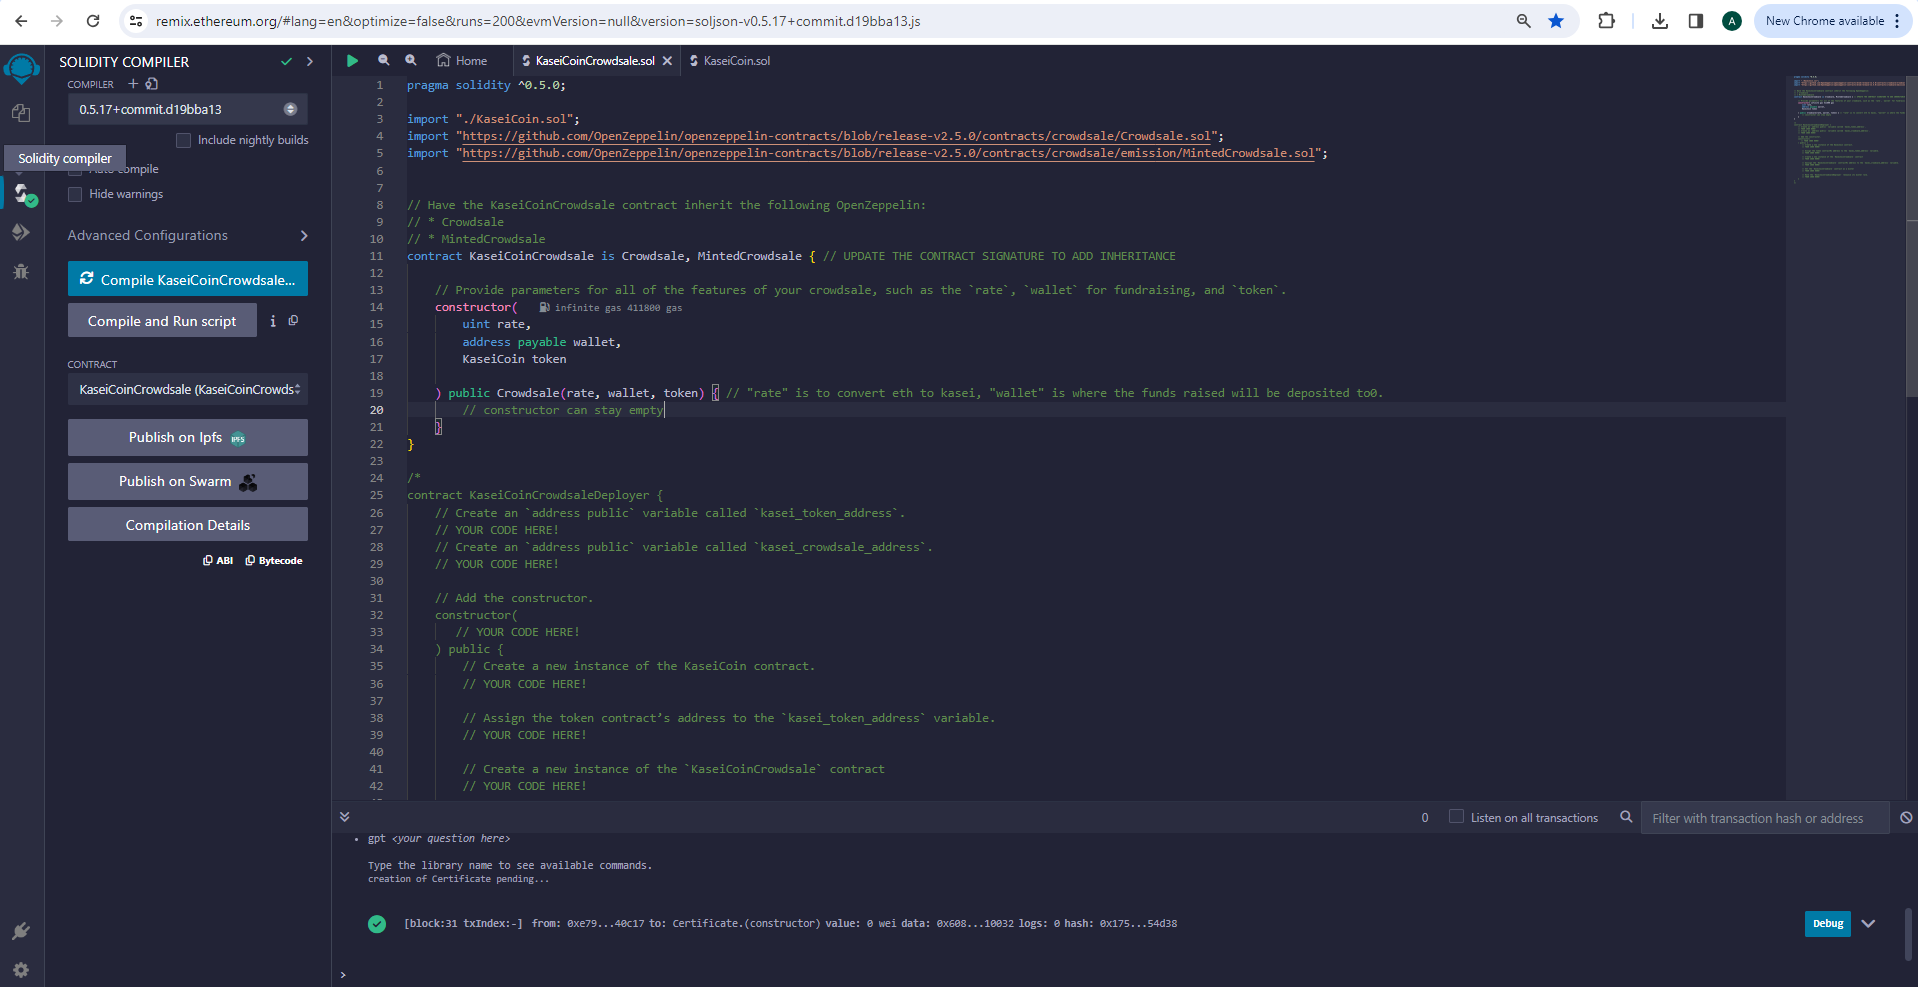 remix.ethereum.org/#lang=en&optimize=false&runs=200&evmVersion=null&version=soljson-v0.5.17+commit.d19bba13.js
A
New Chrome available
SOLIDITY COMPILER
COMPILER
0.5.17+commit.d19bba13
Include nightly builds
Solidity compiler
Auto compile
Hide warnings
Advanced Configurations
Compile KaseiCoinCrowdsale...
Compile and Run script
i
CONTRACT
KaseiCoinCrowdsale (KaseiCoinCrowds
Publish on Ipfs IPFS
Publish on Swarm
Compilation Details
ABI Bytecode
Home KaseiCoinCrowdsale.sol KaseiCoin.sol
1 pragma solidity ^0.5.0;
2
3 import "./KaseiCoin.sol";
4 import "https://github.com/OpenZeppelin/openzeppelin-contracts/blob/release-v2.5.0/contracts/crowdsale/Crowdsale.sol";
5 import "https://github.com/OpenZeppelin/openzeppelin-contracts/blob/release-v2.5.0/contracts/crowdsale/emission/MintedCrowdsale.sol";
6
7
8 // Have the KaseiCoinCrowdsale contract inherit the following OpenZeppelin:
9 // * Crowdsale
10 // * MintedCrowdsale
11 contract KaseiCoinCrowdsale is Crowdsale, MintedCrowdsale { // UPDATE THE CONTRACT SIGNATURE TO ADD INHERITANCE
12
13 // Provide parameters for all of the features of your crowdsale, such as the `rate`, `wallet` for fundraising, and `token`.
14 constructor( infinite gas 411800 gas
15 uint rate,
16 address payable wallet,
17 KaseiCoin token
18
19 ) public Crowdsale(rate, wallet, token) { // "rate" is to convert eth to kasei, "wallet" is where the funds raised will be deposited to0.
20 // constructor can stay empty
21 }
22 }
23
24 /*
25 contract KaseiCoinCrowdsaleDeployer {
26 // Create an `address public` variable called `kasei_token_address`.
27 // YOUR CODE HERE!
28 // Create an `address public` variable called `kasei_crowdsale_address`.
29 // YOUR CODE HERE!
30
31 // Add the constructor.
32 constructor(
33 // YOUR CODE HERE!
34 ) public {
35 // Create a new instance of the KaseiCoin contract.
36 // YOUR CODE HERE!
37
38 // Assign the token contract’s address to the `kasei_token_address` variable.
39 // YOUR CODE HERE!
40
41 // Create a new instance of the `KaseiCoinCrowdsale` contract
42 // YOUR CODE HERE!
0 Listen on all transactions Filter with transaction hash or address
• gpt <your question here>
Type the library name to see available commands.
creation of Certificate pending...
[block:31 txIndex:-] from: 0xe79...40c17 to: Certificate.(constructor) value: 0 wei data: 0x608...10032 logs: 0 hash: 0x175...54d38
Debug
>